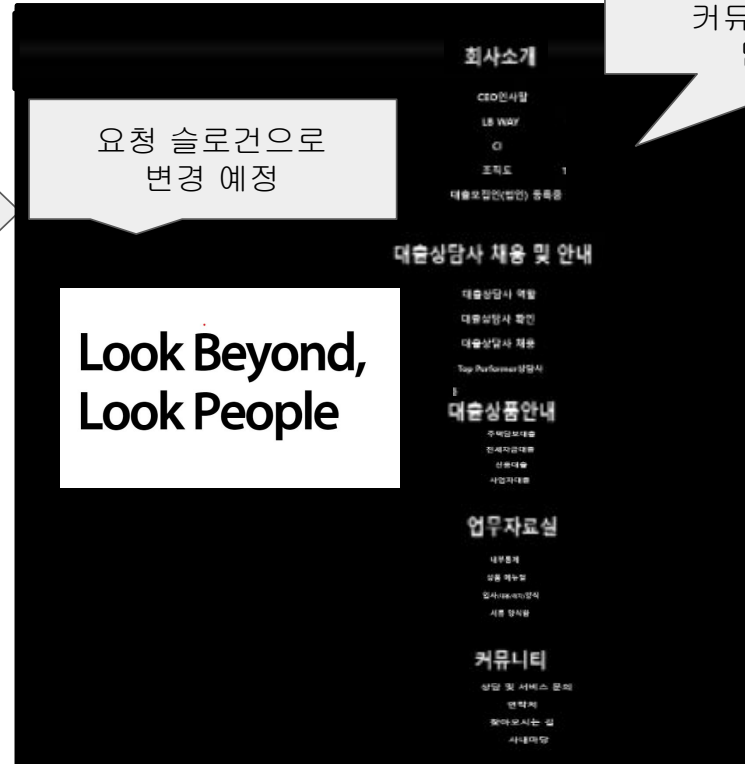 커뮤
회사소개
CEO인사말
LB WAY
CI
조직도 1
대출모집인(법인) 등록증
요청 슬로건으로
변경 예정
대출상담사 채용 및 안내
대출상담사 역할
대출상담사 확인
대출상담사 채용
Top Performer상담사
Look Beyond,
Look People
대출상품안내
주택담보대출
전세자금대출
신용대출
사업자대출
업무자료실
내부통계
상품 메뉴얼
서류 양식함
커뮤니티
상담 및 서비스 문의
연락처
찾아오시는 길
사내마당